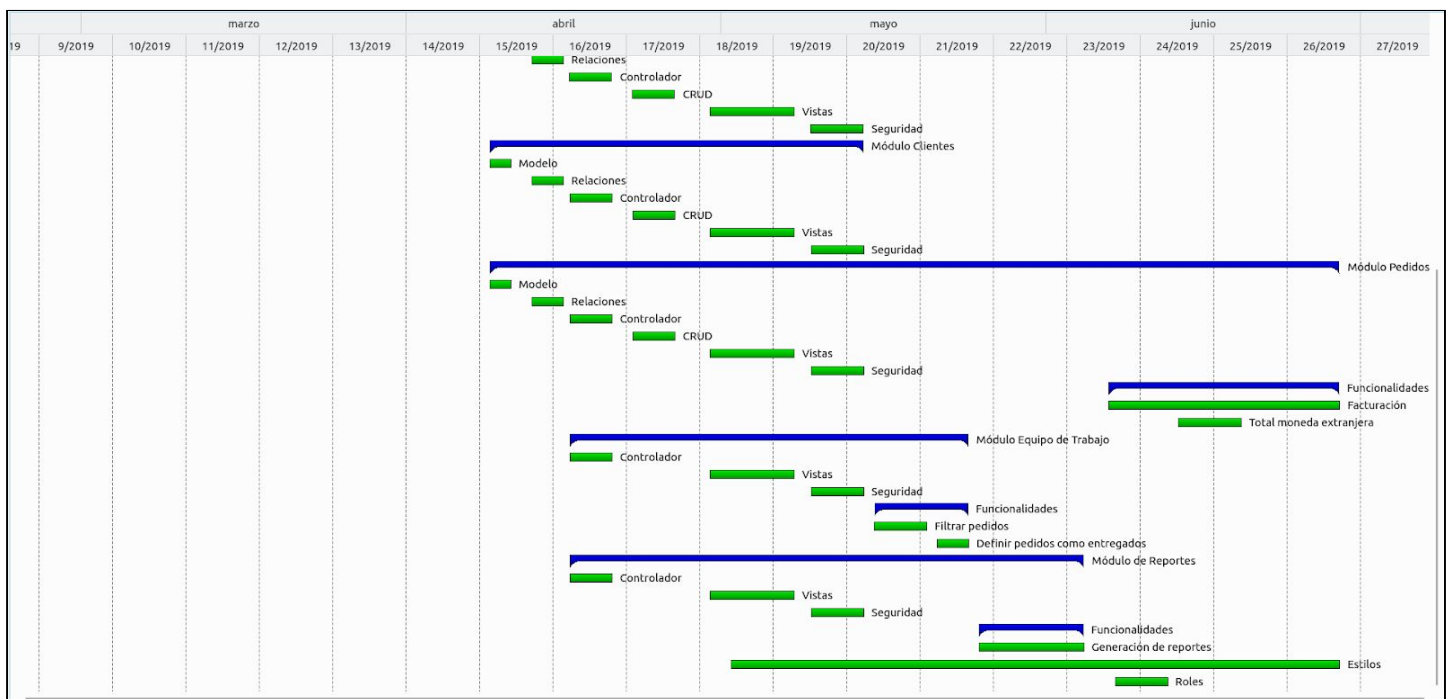 marzo abril mayo junio
19 9/2019 10/2019 11/2019 12/2019 13/2019 14/2019 15/2019 16/2019 17/2019 18/2019 19/2019 20/2019 21/2019 22/2019 23/2019 24/2019 25/2019 26/2019 27/2019
Relaciones
Controlador
CRUD
Vistas
Seguridad
Módulo Clientes
Modelo
Relaciones
Controlador
CRUD
Vistas
Seguridad
Módulo Pedidos
Modelo
Relaciones
Controlador
CRUD
Vistas
Seguridad
Funcionalidades
Facturación
Total moneda extranjera
Módulo Equipo de Trabajo
Controlador
Vistas
Seguridad
Funcionalidades
Filtrar pedidos
Definir pedidos como entregados
Módulo de Reportes
Controlador
Vistas
Seguridad
Funcionalidades
Generación de reportes
Estilos
Roles